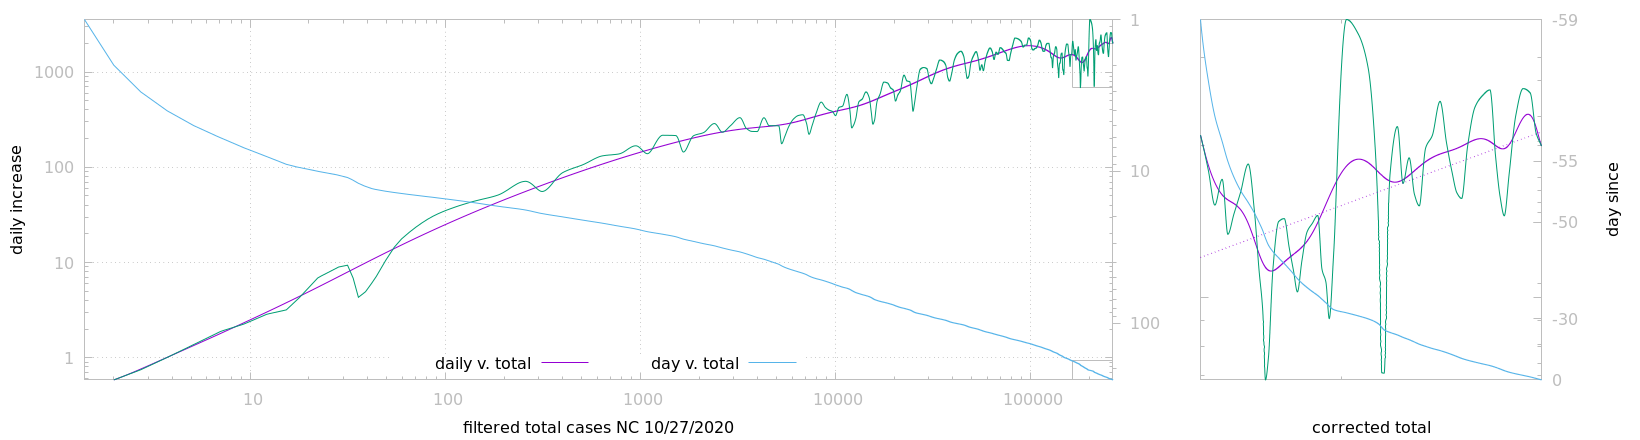 1
-59
1000
daily increase
100
10
-55
-50
day since
10
100
-30
1
daily v. total
day v. total
0
10
100
1000
10000
100000
filtered total cases NC 10/27/2020
corrected total